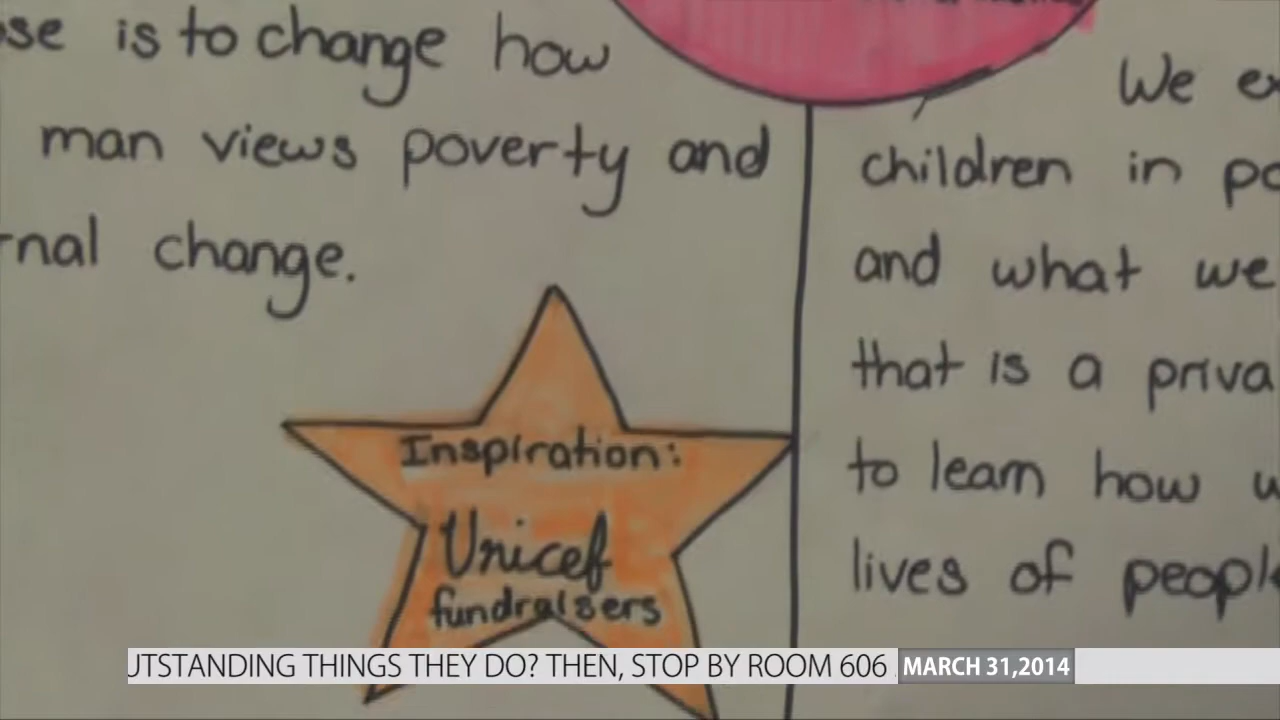 is to change how
man views poverty and
change.
Inspiration:
Unicef
fundraisers
We
children in
and what we
that is a
to learn how
lives of
UTSTANDING THINGS THEY DO? THEN, STOP BY ROOM 606
MARCH 31,2014